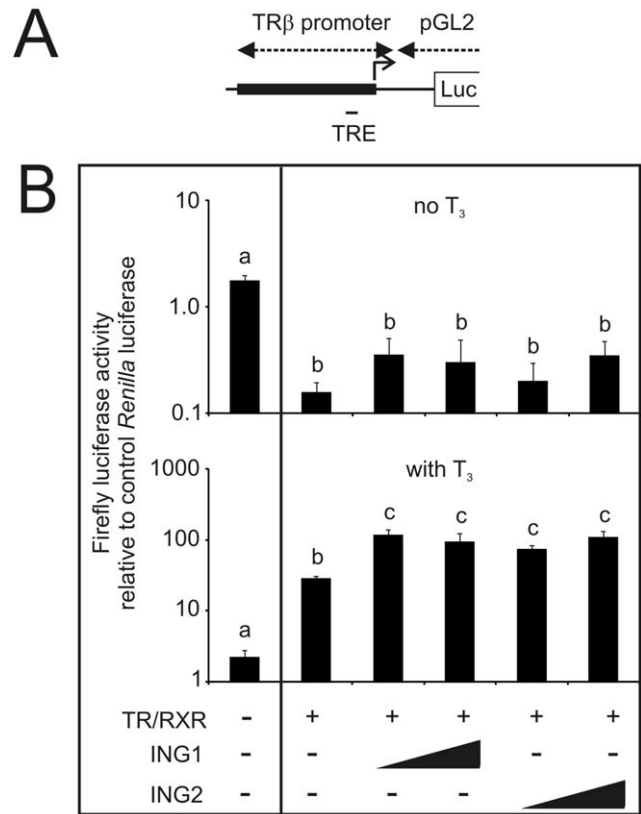 A
TRβ promoter pGL2
Luc
TRE
B
Firefly luciferase activity
relative to control Renilla luciferase
no T₃
10
1.0
0.1
a
b
b
b
b
b
with T₃
1000
100
10
1
a
b
c
c
c
c
TR/RXR - + + + + +
ING1 - - - -
ING2 - - - -